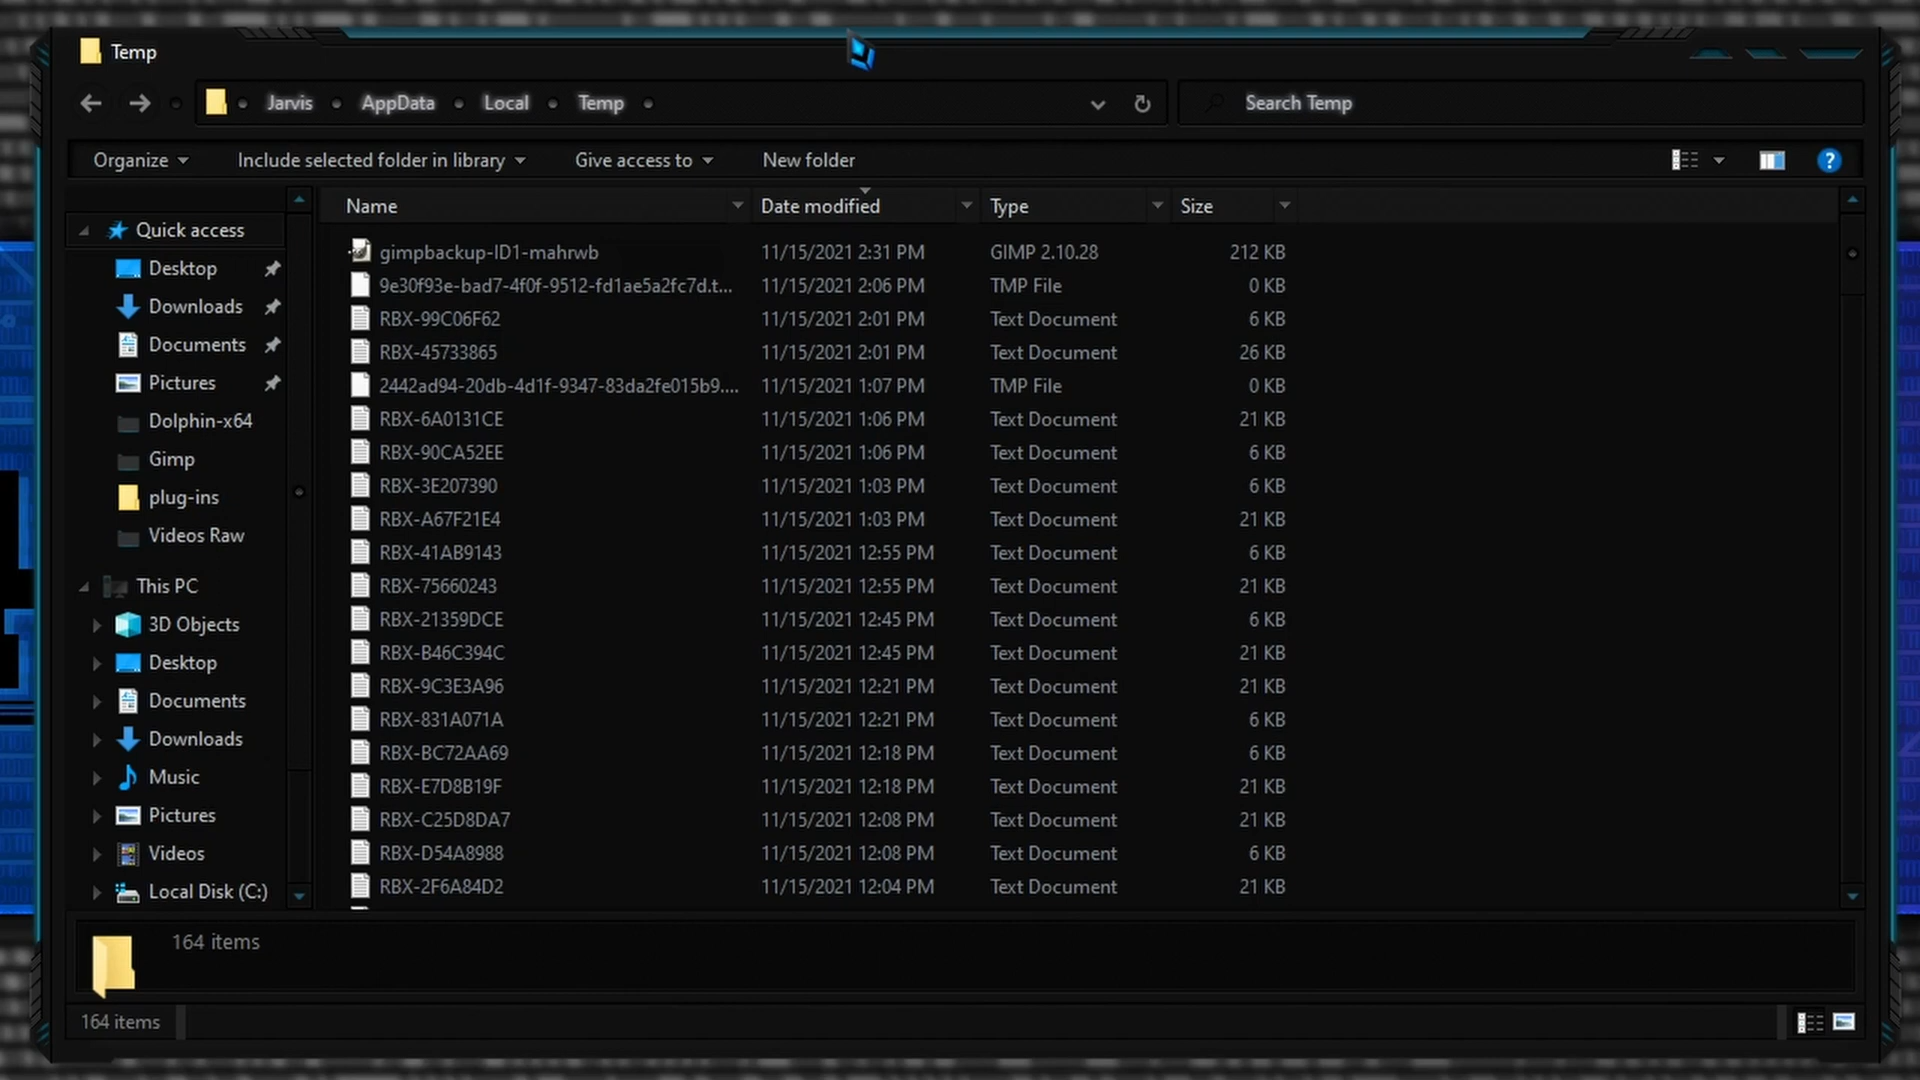 Temp
Jarvis AppData Local Temp Search Temp
Organize Include selected folder in library Give access to New folder
Name Date modified Type Size
Quick access
Desktop
Downloads
Documents
Pictures
Dolphin-x64
Gimp
plug-ins
Videos Raw
This PC
3D Objects
Desktop
Documents
Downloads
Music
Pictures
Videos
Local Disk (C:)
gimpbackup-ID1-mahrwb 11/15/2021 2:31 PM GIMP 2.10.28 212 KB
9e30f93e-bad7-4f0f-9512-fd1ae5a2fc7d.t... 11/15/2021 2:06 PM TMP File 0 KB
RBX-99C06F62 11/15/2021 2:01 PM Text Document 6 KB
RBX-45733865 11/15/2021 2:01 PM Text Document 26 KB
2442ad94-20db-4d1f-9347-83da2fe015b9.... 11/15/2021 1:07 PM TMP File 0 KB
RBX-6A0131CE 11/15/2021 1:06 PM Text Document 21 KB
RBX-90CA52EE 11/15/2021 1:06 PM Text Document 6 KB
RBX-3E207390 11/15/2021 1:03 PM Text Document 6 KB
RBX-A67F21E4 11/15/2021 1:03 PM Text Document 21 KB
RBX-41AB9143 11/15/2021 12:55 PM Text Document 6 KB
RBX-75660243 11/15/2021 12:55 PM Text Document 21 KB
RBX-21359DCE 11/15/2021 12:45 PM Text Document 6 KB
RBX-B46C394C 11/15/2021 12:45 PM Text Document 21 KB
RBX-9C3E3A96 11/15/2021 12:21 PM Text Document 21 KB
RBX-831A071A 11/15/2021 12:21 PM Text Document 6 KB
RBX-BC72AA69 11/15/2021 12:18 PM Text Document 6 KB
RBX-E7D8B19F 11/15/2021 12:18 PM Text Document 21 KB
RBX-C25D8DA7 11/15/2021 12:08 PM Text Document 21 KB
RBX-D54A8988 11/15/2021 12:08 PM Text Document 6 KB
RBX-2F6A84D2 11/15/2021 12:04 PM Text Document 21 KB
164 items
164 items